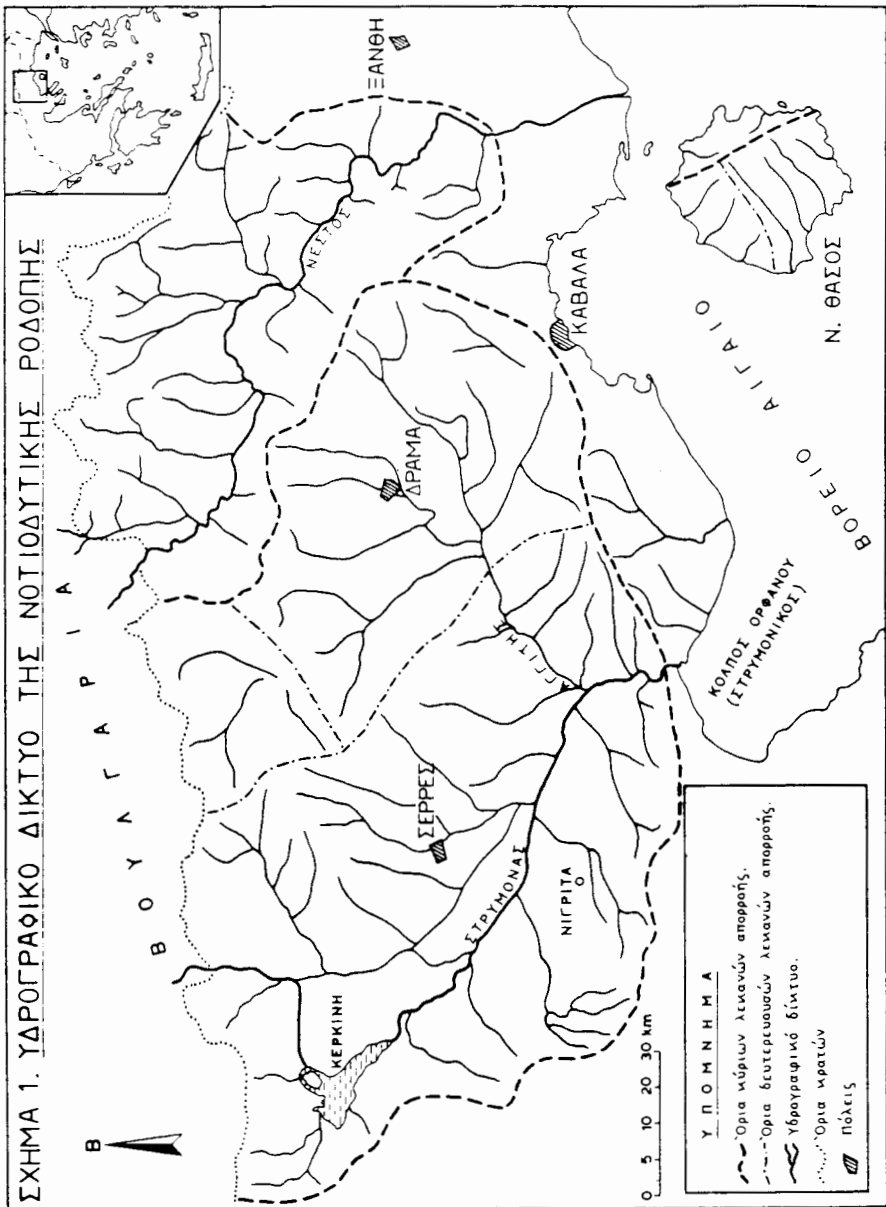 ΣΧΗΜΑ 1. ΥΔΡΟΓΡΑΦΙΚΟ ΔΙΚΤΥΟ ΤΗΣ ΝΟΤΙΟΔΥΤΙΚΗΣ ΡΟΔΟΠΗΣ
Β
ΒΟΥΛΓΑΡΙΑ
ΝΕΣΤΟΣ
ΞΑΝΘΗ
ΚΕΡΚΙΝΗ
ΣΕΡΡΕΣ
ΔΡΑΜΑ
ΣΤΡΥΜΟΝΑΣ
ΑΓΓΙΤΗΣ
ΝΙΓΡΙΤΑ
ΚΑΒΑΛΑ
ΚΟΛΠΟΣ ΟΡΦΑΝΟΥ
(ΣΤΡΥΜΟΝΙΚΟΣ)
ΒΟΡΕΙΟ ΑΙΓΑΙΟ
Ν. ΘΑΣΟΣ
0 5 10 20 30 km
ΥΠΟΜΝΗΜΑ
Όρια κύριων λεκανών απορροής.
Όρια δευτερευουσών λεκανών απορροής.
Υδρογραφικό δίκτυο.
Όρια κρατών
Πόλεις